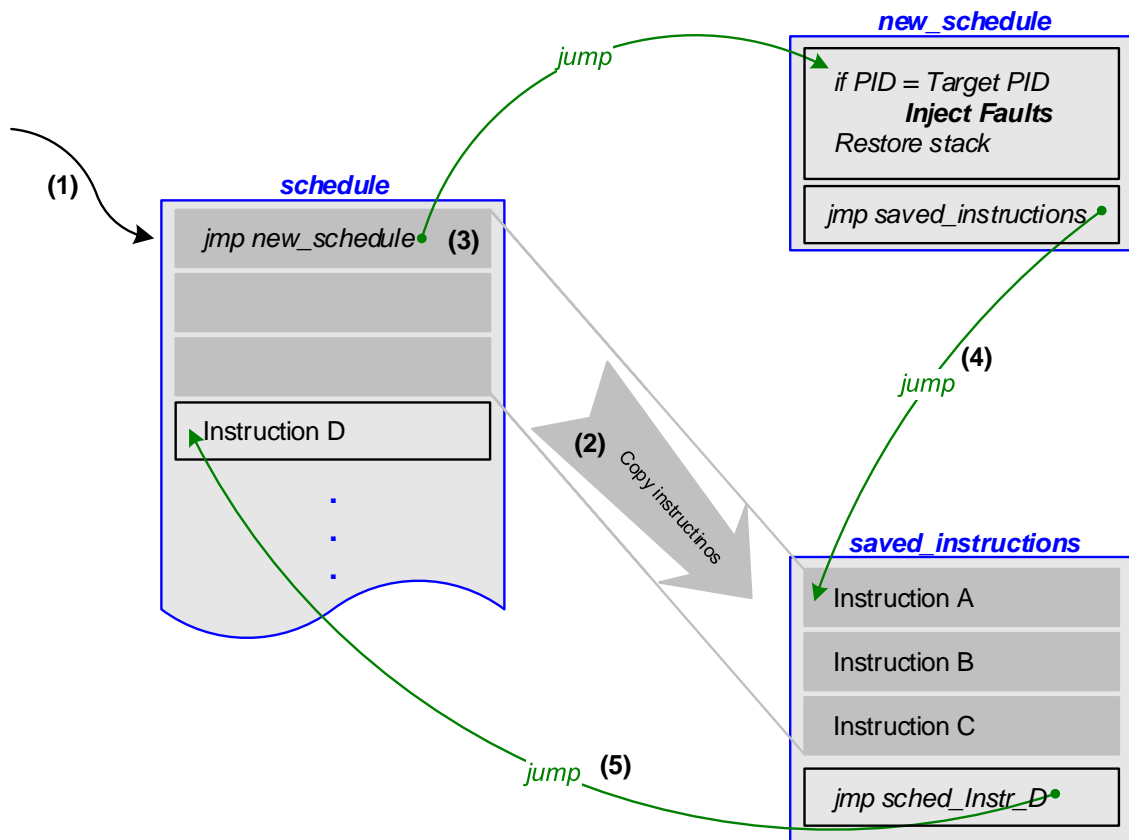 new_schedule
jump
if PID = Target PID
Inject Faults
Restore stack
(1)
schedule
jmp saved_instructions
jmp new_schedule
(3)
(4)
jump
Instruction D
(2)
Copy instructinos
.
.
.
saved_instructions
Instruction A
Instruction B
Instruction C
jump
(5)
jmp sched_Instr_D